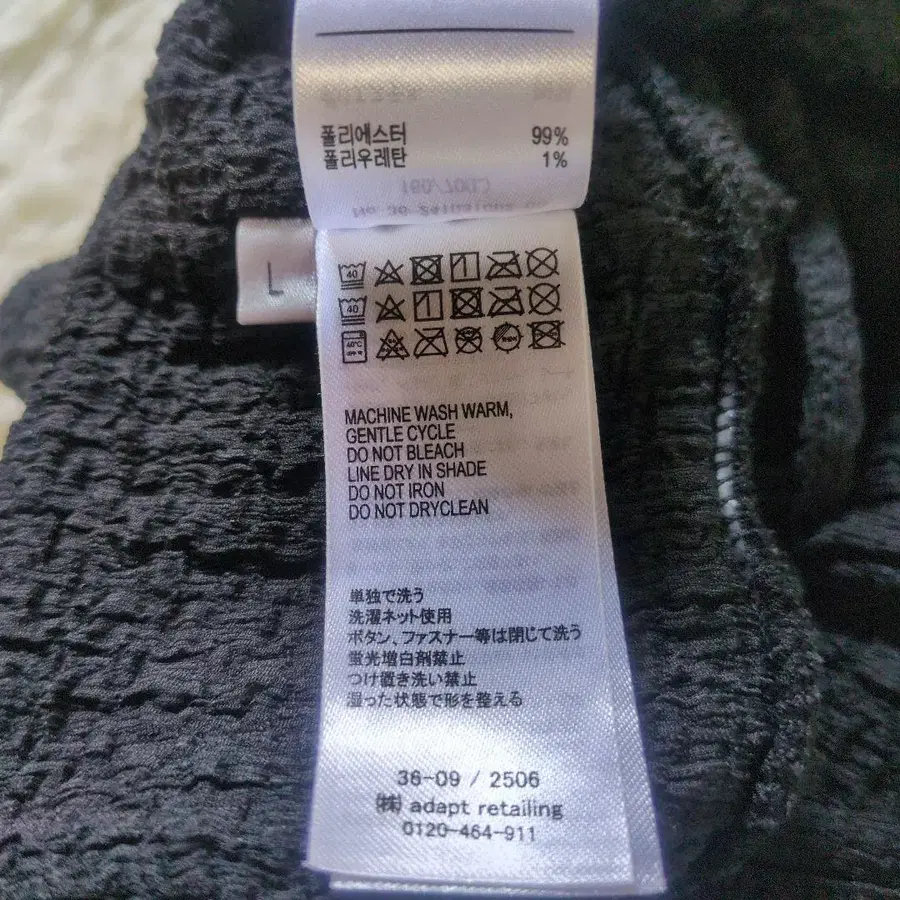 폴리에스터 99%
폴리우레탄 1%
L
MACHINE WASH WARM,
GENTLE CYCLE
DO NOT BLEACH
LINE DRY IN SHADE
DO NOT IRON
DO NOT DRYCLEAN
単独で洗う
洗濯ネット使用
ボタン、ファスナー等は閉じて洗う
蛍光増白剤禁止
つけ置き洗い禁止
湿った状態で形を整える
36-09 / 2506
㈱ adapt retailing
0120-464-911